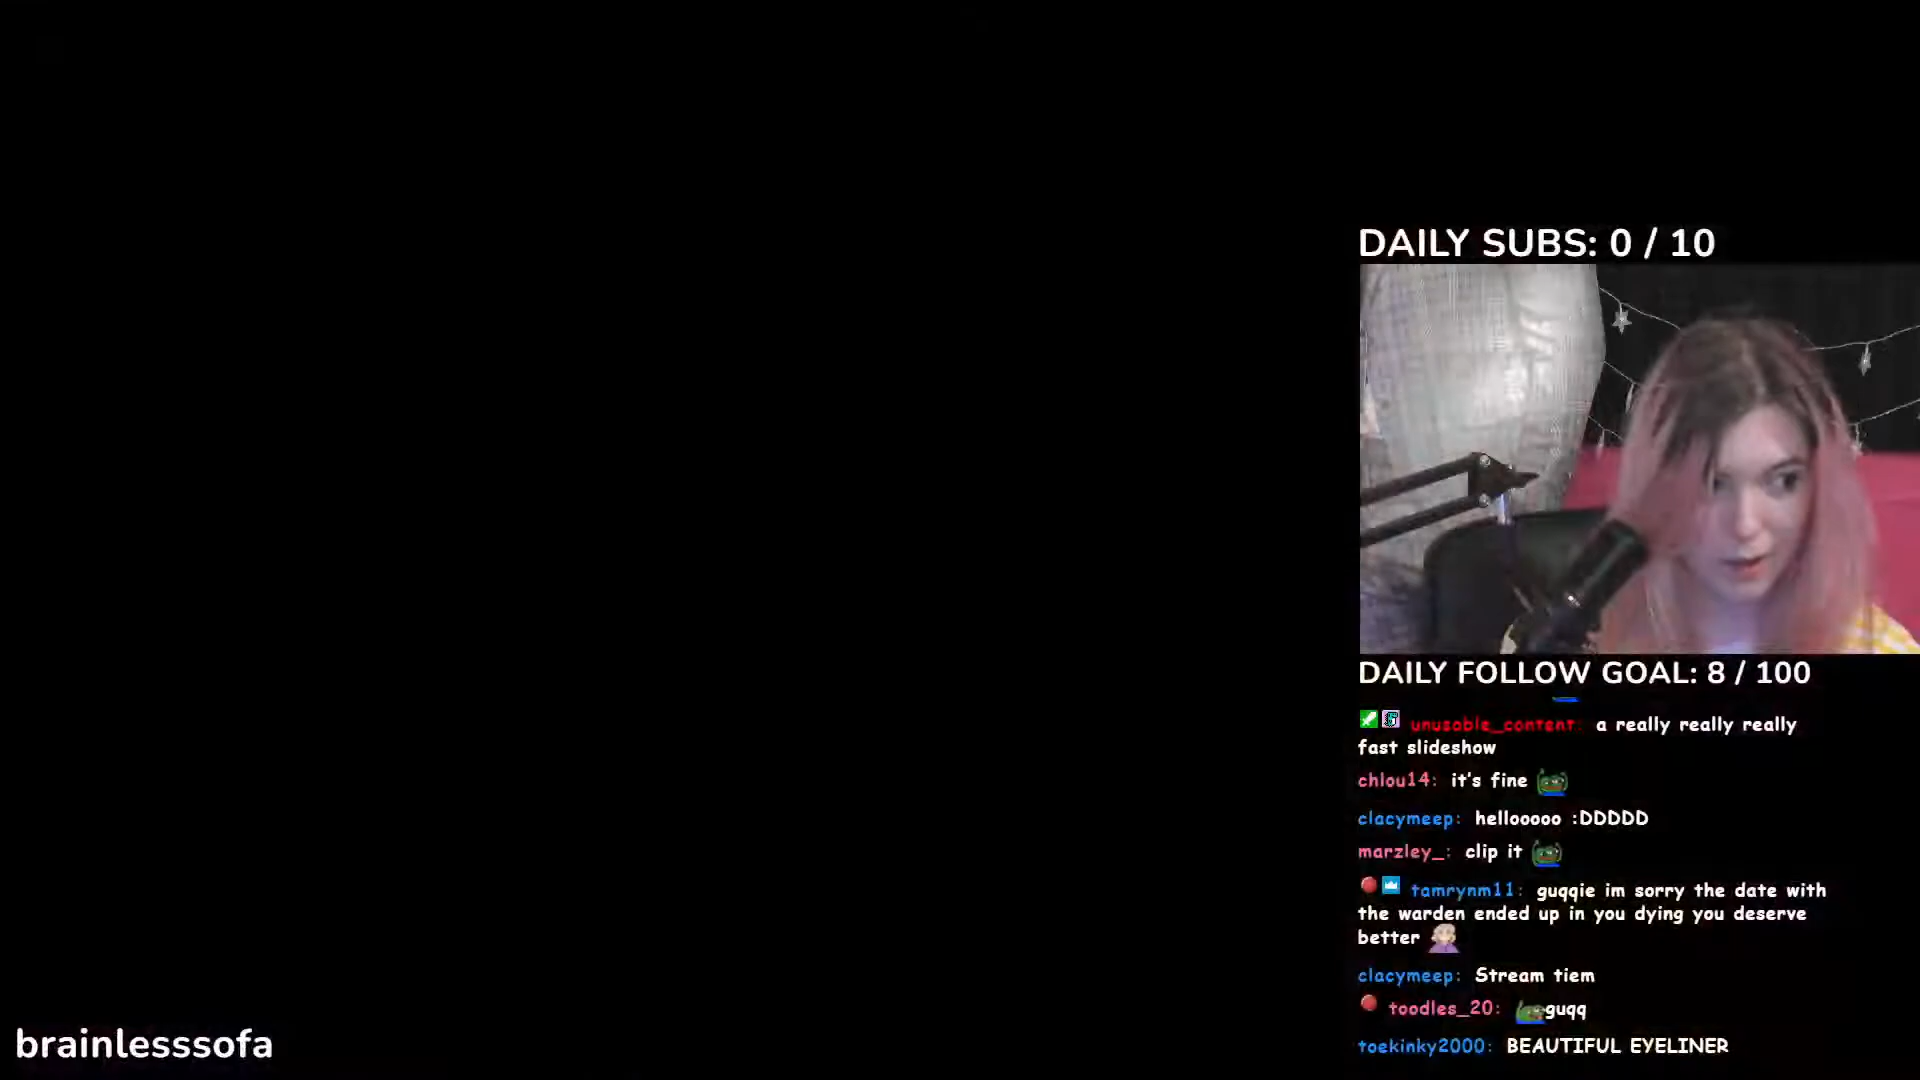 DAILY SUBS: 0 / 10
DAILY FOLLOW GOAL: 8 / 100
unusable_content: a really really really
fast slideshow
chlou14: it's fine
clacymeep: hellooooo :DDDDD
marzley_: clip it
tamrynm11: guqqie im sorry the date with
the warden ended up in you dying you deserve
better
clacymeep: Stream tiem
toodles_20: guqq
toekinky2000: BEAUTIFUL EYELINER
brainlesssofa